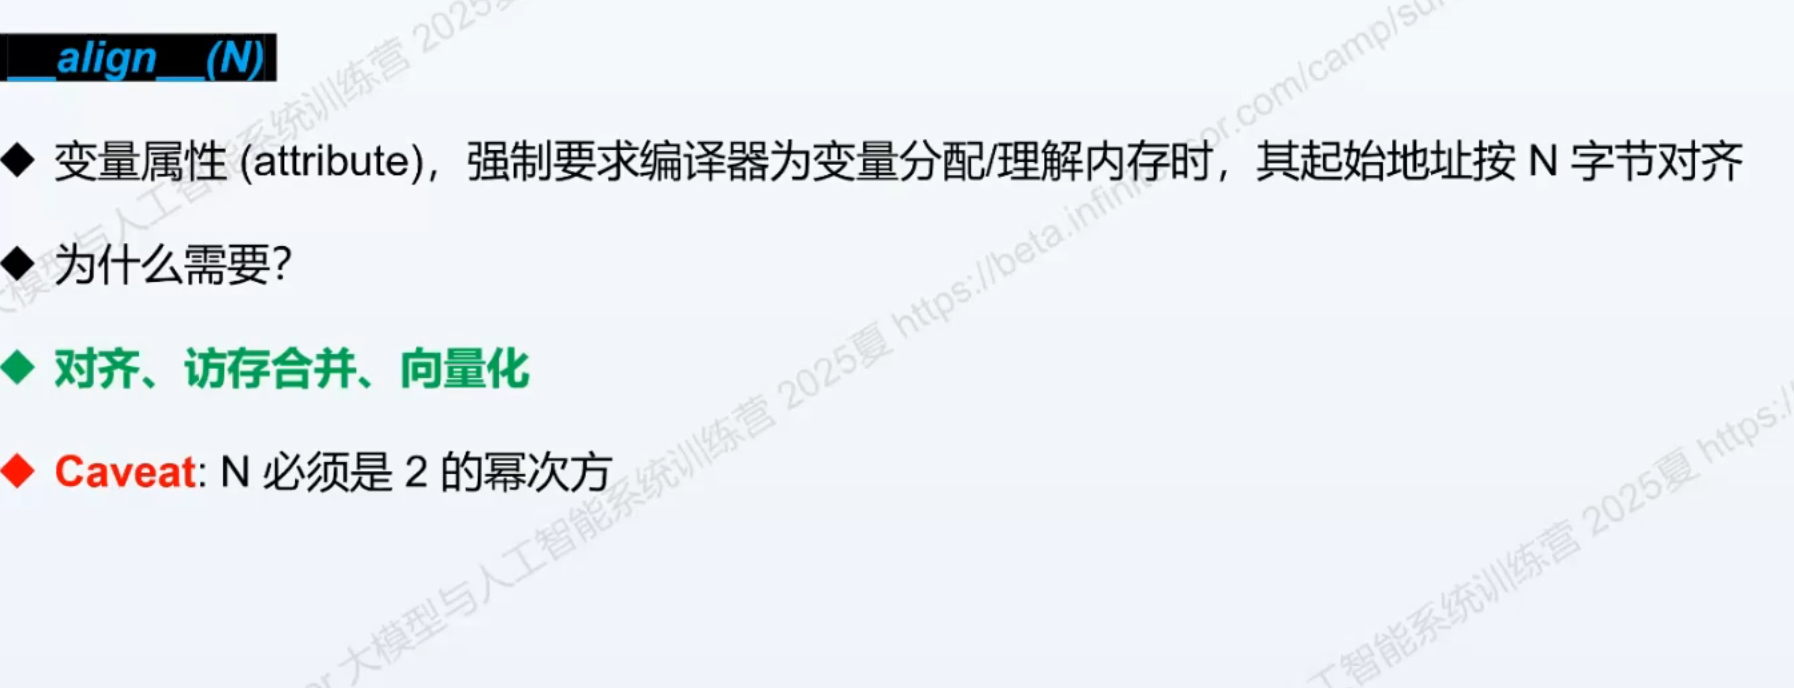 __align__(N)
◆ 变量属性 (attribute)，强制要求编译器为变量分配/理解内存时，其起始地址按 N 字节对齐
◆ 为什么需要？
◆ 对齐、访存合并、向量化
◆ Caveat: N 必须是 2 的幂次方
大模型与人工智能系统训练营 2025夏
大模型与人工智能系统训练营 2025夏 https://beta.infinitensor.com/camp/su
工智能系统训练营 2025夏 https:/